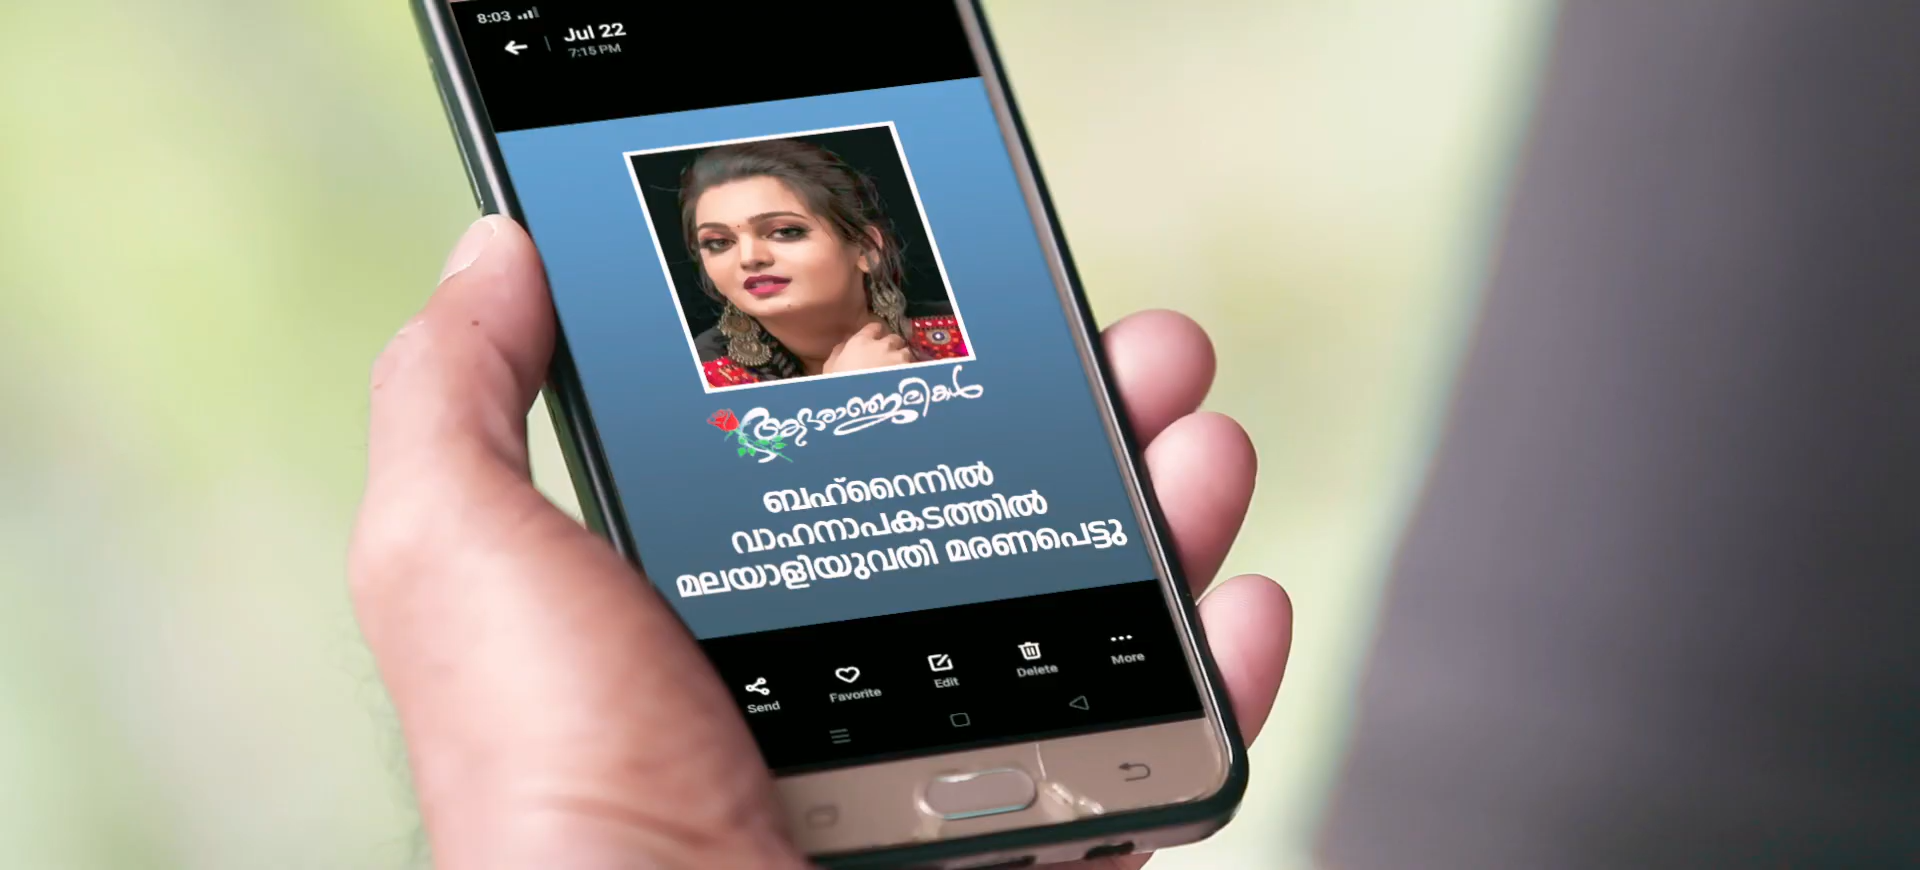 8:03
Jul 22
7:15 PM
ആദരാഞ്ജലികൾ
ബഹ്റൈനിൽ
വാഹനാപകടത്തിൽ
മലയാളിയുവതി മരണപെട്ടു
Send
Favorite
Edit
Delete
More